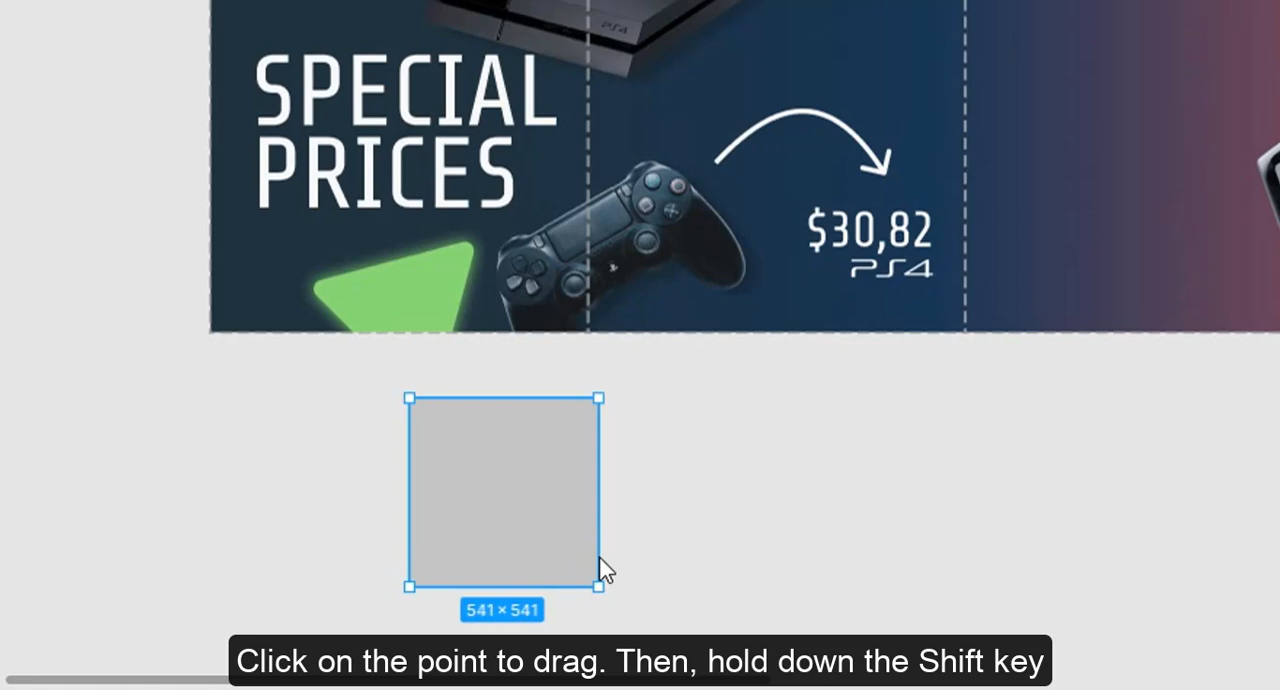 PS4
SPECIAL
PRICES
$30,82
PS4
541 × 541
Click on the point to drag. Then, hold down the Shift key